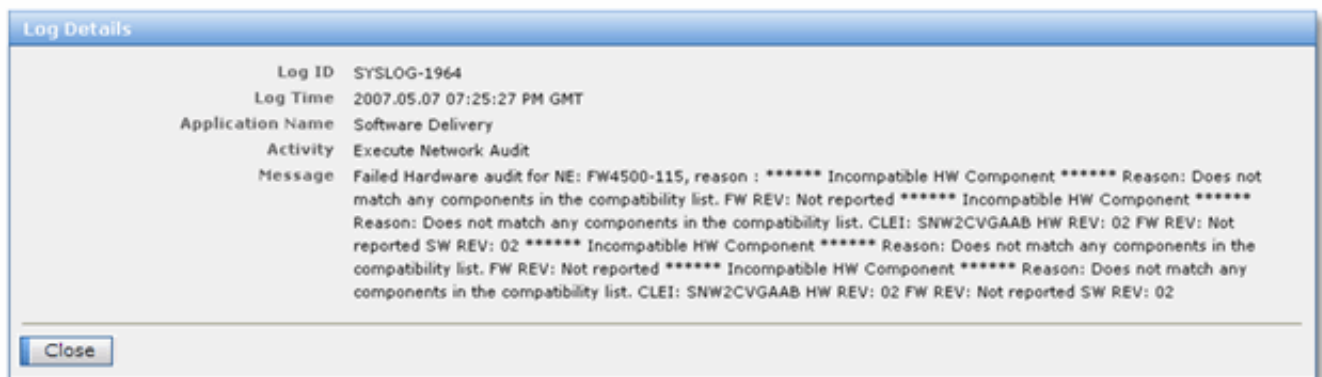 Log Details
Log ID SYSLOG-1964
Log Time 2007.05.07 07:25:27 PM GMT
Application Name Software Delivery
Activity Execute Network Audit
Message Failed Hardware audit for NE: FW4500-115, reason : ****** Incompatible HW Component ****** Reason: Does not
match any components in the compatibility list. FW REV: Not reported ****** Incompatible HW Component ******
Reason: Does not match any components in the compatibility list. CLEI: SNW2CVGAAB HW REV: 02 FW REV: Not
reported SW REV: 02 ****** Incompatible HW Component ****** Reason: Does not match any components in the
compatibility list. FW REV: Not reported ****** Incompatible HW Component ****** Reason: Does not match any
components in the compatibility list. CLEI: SNW2CVGAAB HW REV: 02 FW REV: Not reported SW REV: 02
Close